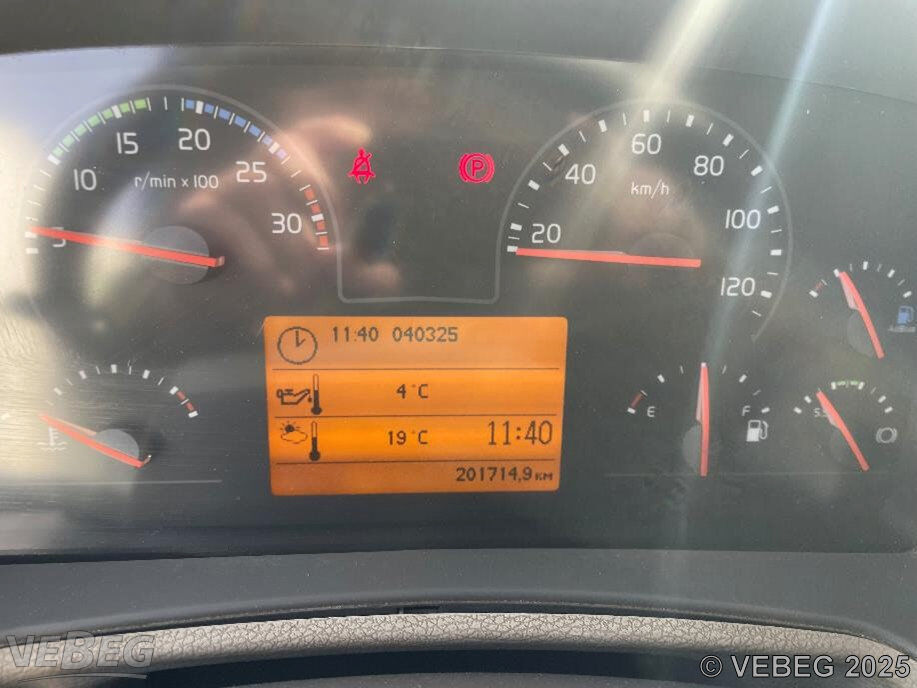 5 10 15 20 25 30
r/min x 100
20 40 60 80 100 120
km/h
11:40 040325
4°C
19°C 11:40
201714,9 KM
E F
VEBEG
© VEBEG 2025